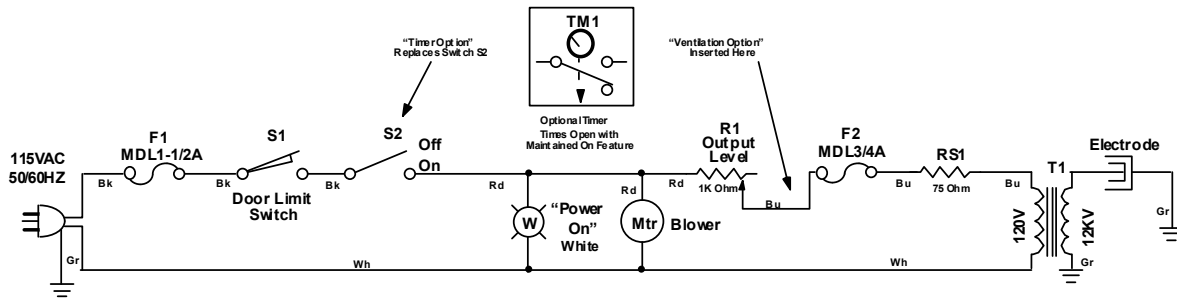 TM1
"Timer Option"
Replaces Switch S2
"Ventilation Option"
Inserted Here
Optional Timer
Times Open with
Maintained On Feature
115VAC
50/60HZ
F1
MDL1-1/2A
S1
Door Limit
Switch
S2
Off
On
R1
Output
Level
1K Ohm
F2
MDL3/4A
RS1
75 Ohm
T1
Electrode
Bk
Bk
Bk
Rd
Rd
Rd
Bu
Bu
Bu
Gr
W
"Power
On"
White
Mtr
Blower
120V
12KV
Gr
Wh
Wh
Gr